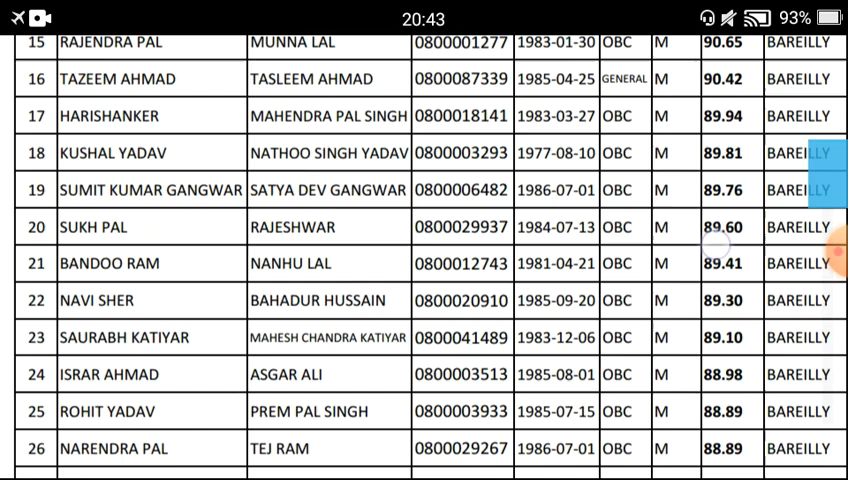 20:43 93%
15 RAJENDRA PAL MUNNA LAL 0800001277 1983-01-30 OBC M 90.65 BAREILLY
16 TAZEEM AHMAD TASLEEM AHMAD 0800087339 1985-04-25 GENERAL M 90.42 BAREILLY
17 HARISHANKER MAHENDRA PAL SINGH 0800018141 1983-03-27 OBC M 89.94 BAREILLY
18 KUSHAL YADAV NATHOO SINGH YADAV 0800003293 1977-08-10 OBC M 89.81 BAREILLY
19 SUMIT KUMAR GANGWAR SATYA DEV GANGWAR 0800006482 1986-07-01 OBC M 89.76 BAREILLY
20 SUKH PAL RAJESHWAR 0800029937 1984-07-13 OBC M 89.60 BAREILLY
21 BANDOO RAM NANHU LAL 0800012743 1981-04-21 OBC M 89.41 BAREILLY
22 NAVI SHER BAHADUR HUSSAIN 0800020910 1985-09-20 OBC M 89.30 BAREILLY
23 SAURABH KATIYAR MAHESH CHANDRA KATIYAR 0800041489 1983-12-06 OBC M 89.10 BAREILLY
24 ISRAR AHMAD ASGAR ALI 0800003513 1985-08-01 OBC M 88.98 BAREILLY
25 ROHIT YADAV PREM PAL SINGH 0800003933 1985-07-15 OBC M 88.89 BAREILLY
26 NARENDRA PAL TEJ RAM 0800029267 1986-07-01 OBC M 88.89 BAREILLY